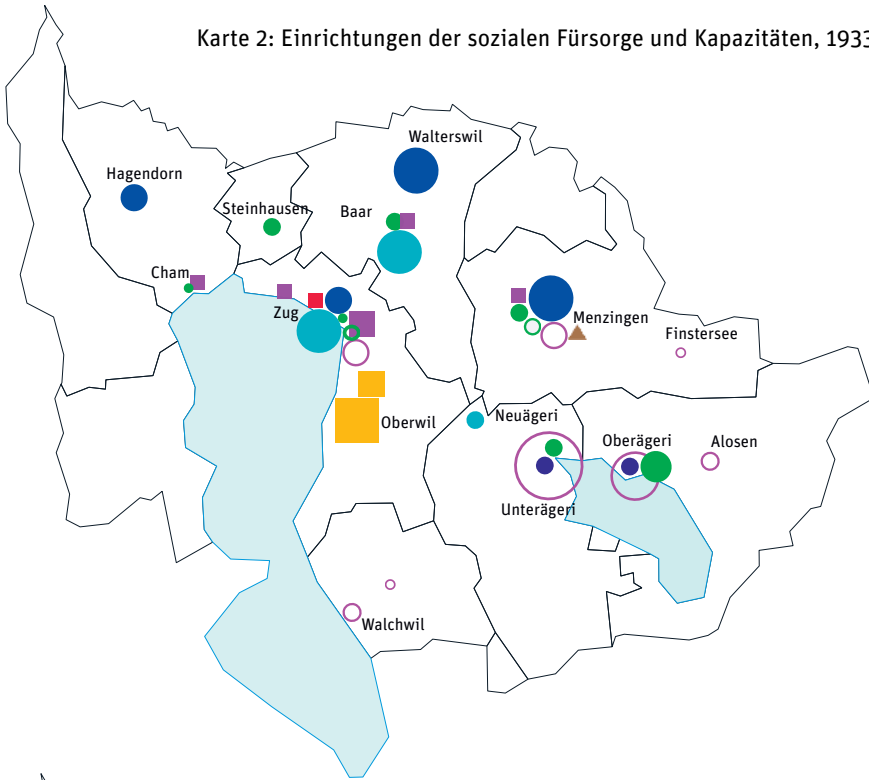 Karte 2: Einrichtungen der sozialen Fürsorge und Kapazitäten, 1933
Walterswil
Hagendorn
Steinhausen
Baar
Cham
Zug
Menzingen
Finstersee
Oberwil
Neuägeri
Oberägeri
Alosen
Unterägeri
Walchwil